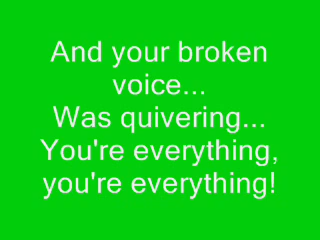 And your broken
voice...
Was quivering...
You're everything,
you're everything!